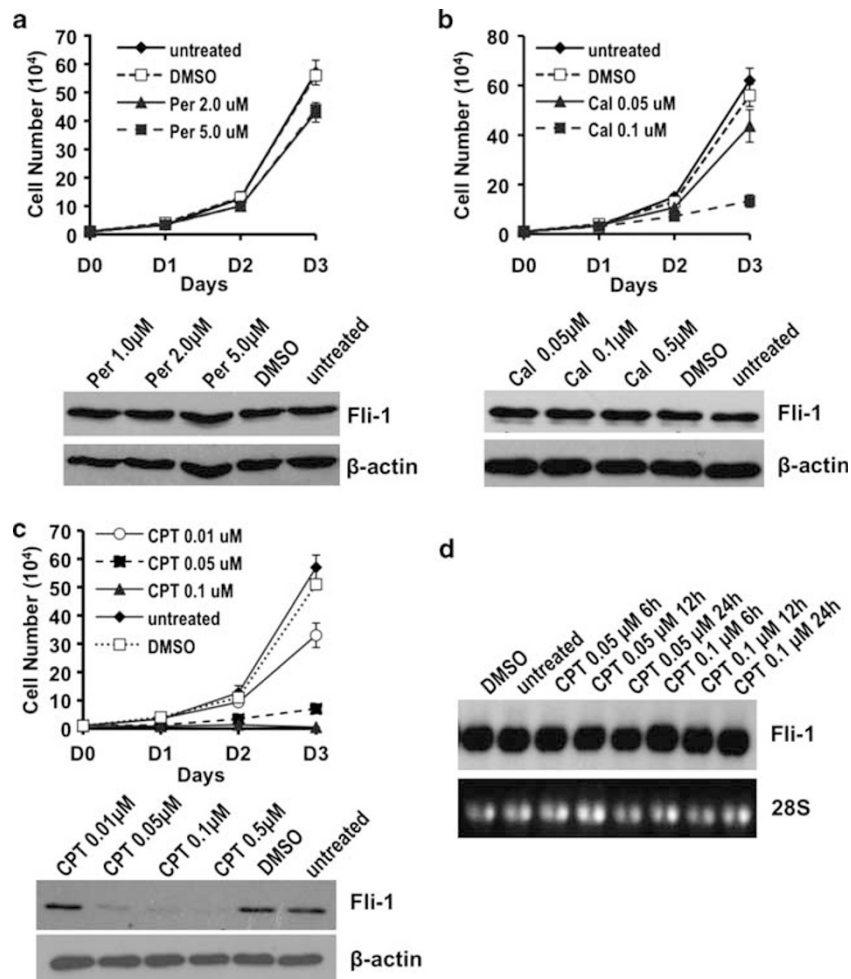 a
70
60
50
40
30
20
10
0
Cell Number (10⁴)
untreated
DMSO
Per 2.0 uM
Per 5.0 uM
D0 D1 D2 D3
Days
Per 1.0µM Per 2.0µM Per 5.0µM DMSO untreated
Fli-1
β-actin
b
80
60
40
20
0
Cell Number (10⁴)
untreated
DMSO
Cal 0.05 uM
Cal 0.1 uM
D0 D1 D2 D3
Days
Cal 0.05µM Cal 0.1µM Cal 0.5µM DMSO untreated
Fli-1
β-actin
c
70
60
50
40
30
20
10
0
Cell Number (10⁴)
CPT 0.01 uM
CPT 0.05 uM
CPT 0.1 uM
untreated
DMSO
D0 D1 D2 D3
Days
CPT 0.01µM CPT 0.05µM CPT 0.1µM CPT 0.5µM DMSO untreated
Fli-1
β-actin
d
DMSO untreated CPT 0.05 µM 6h CPT 0.05 µM 12h CPT 0.05 µM 24h CPT 0.1 µM 6h CPT 0.1 µM 12h CPT 0.1 µM 24h
Fli-1
28S